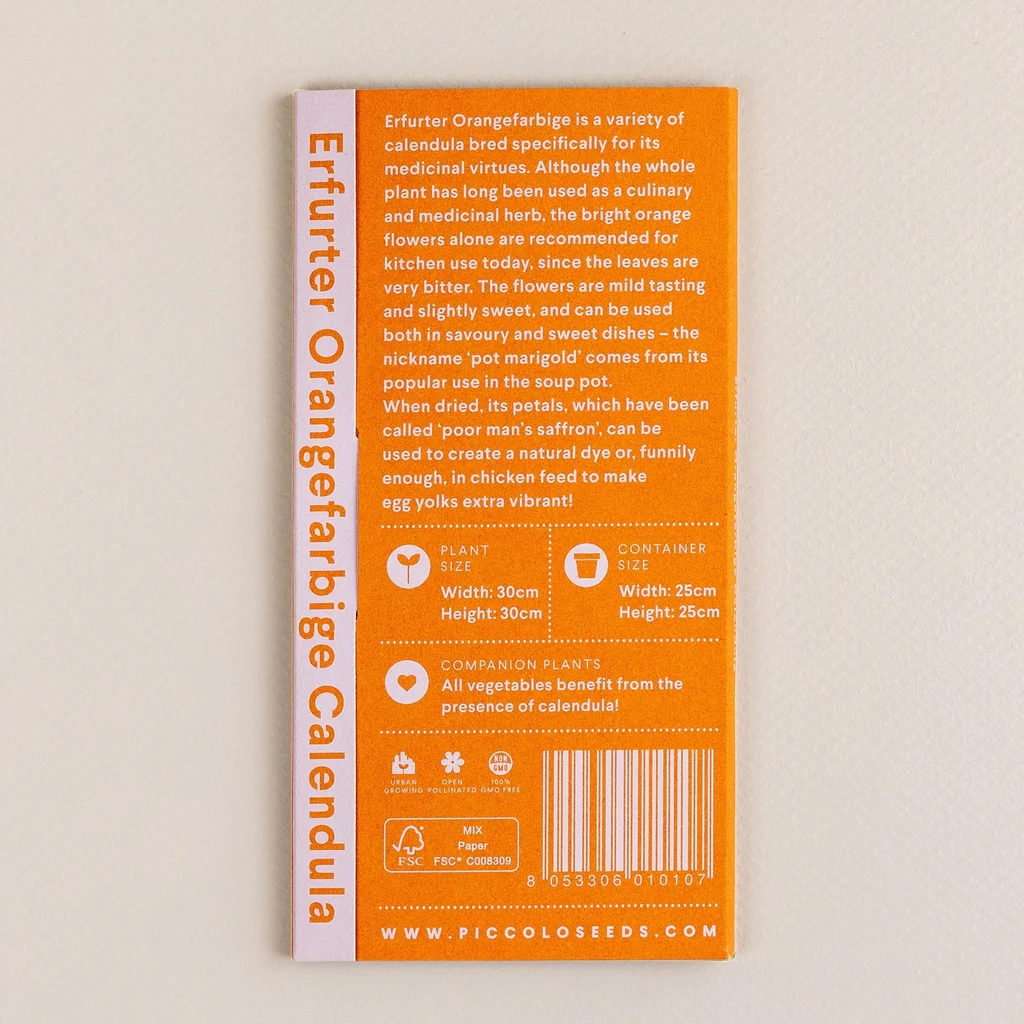 Erfurter Orangefarbige Calendula
Erfurter Orangefarbige is a variety of
calendula bred specifically for its
medicinal virtues. Although the whole
plant has long been used as a culinary
and medicinal herb, the bright orange
flowers alone are recommended for
kitchen use today, since the leaves are
very bitter. The flowers are mild tasting
and slightly sweet, and can be used
both in savoury and sweet dishes – the
nickname ‘pot marigold’ comes from its
popular use in the soup pot.
When dried, its petals, which have been
called ‘poor man’s saffron’, can be
used to create a natural dye or, funnily
enough, in chicken feed to make
egg yolks extra vibrant!
PLANT
SIZE
Width: 30cm
Height: 30cm
CONTAINER
SIZE
Width: 25cm
Height: 25cm
COMPANION PLANTS
All vegetables benefit from the
presence of calendula!
URBAN
GROWING
OPEN
POLLINATED
NON
GMO
100%
GMO FREE
FSC
MIX
Paper
FSC® C008309
8 053306 010107
WWW.PICCOLOSEEDS.COM